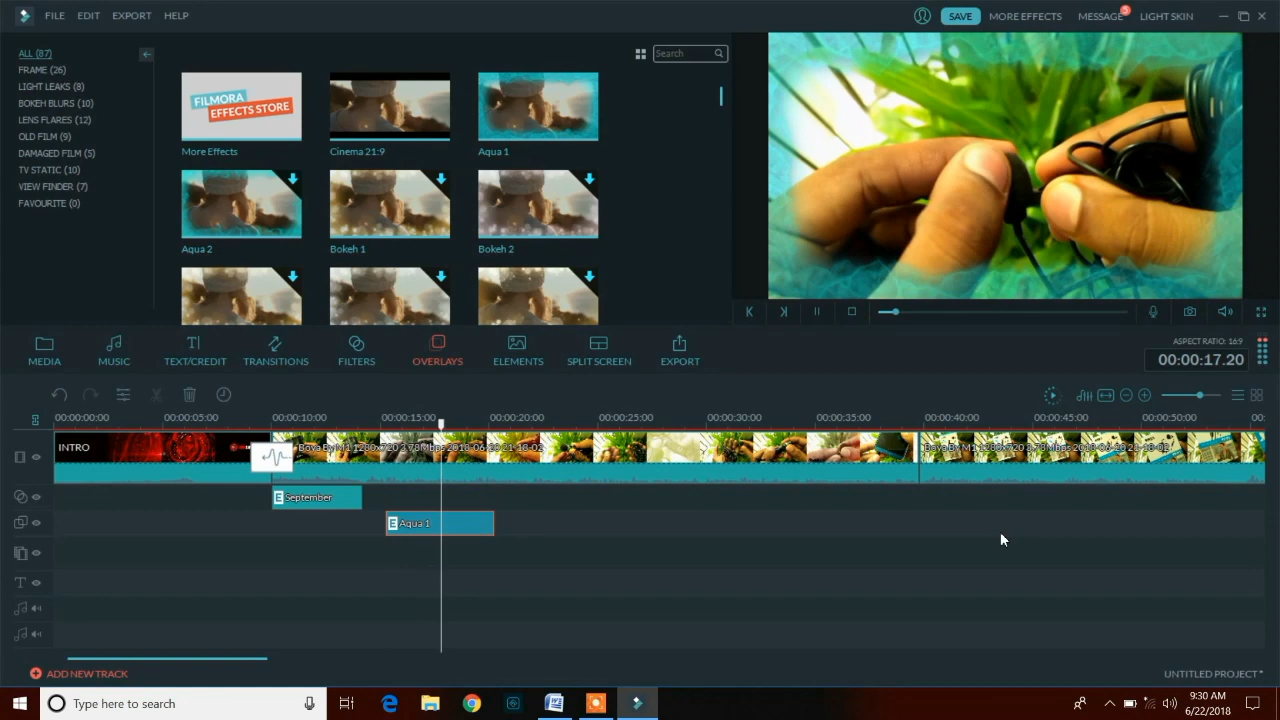 FILE EDIT EXPORT HELP
SAVE MORE EFFECTS MESSAGE 5 LIGHT SKIN
ALL (87)
FRAME (26)
LIGHT LEAKS (8)
BOKEH BLURS (10)
LENS FLARES (12)
OLD FILM (9)
DAMAGED FILM (5)
TV STATIC (10)
VIEW FINDER (7)
FAVOURITE (0)
Search
FILMORA
EFFECTS STORE
More Effects Cinema 21:9 Aqua 1
Aqua 2 Bokeh 1 Bokeh 2
MEDIA MUSIC TEXT/CREDIT TRANSITIONS FILTERS OVERLAYS ELEMENTS SPLIT SCREEN EXPORT
ASPECT RATIO: 16:9
00:00:17.20
00:00:00:00 00:00:05:00 00:00:10:00 00:00:15:00 00:00:20:00 00:00:25:00 00:00:30:00 00:00:35:00 00:00:40:00 00:00:45:00 00:00:50:00 00:
INTRO
E September
E Aqua 1
T
ADD NEW TRACK
UNTITLED PROJECT*
Type here to search
9:30 AM
6/22/2018